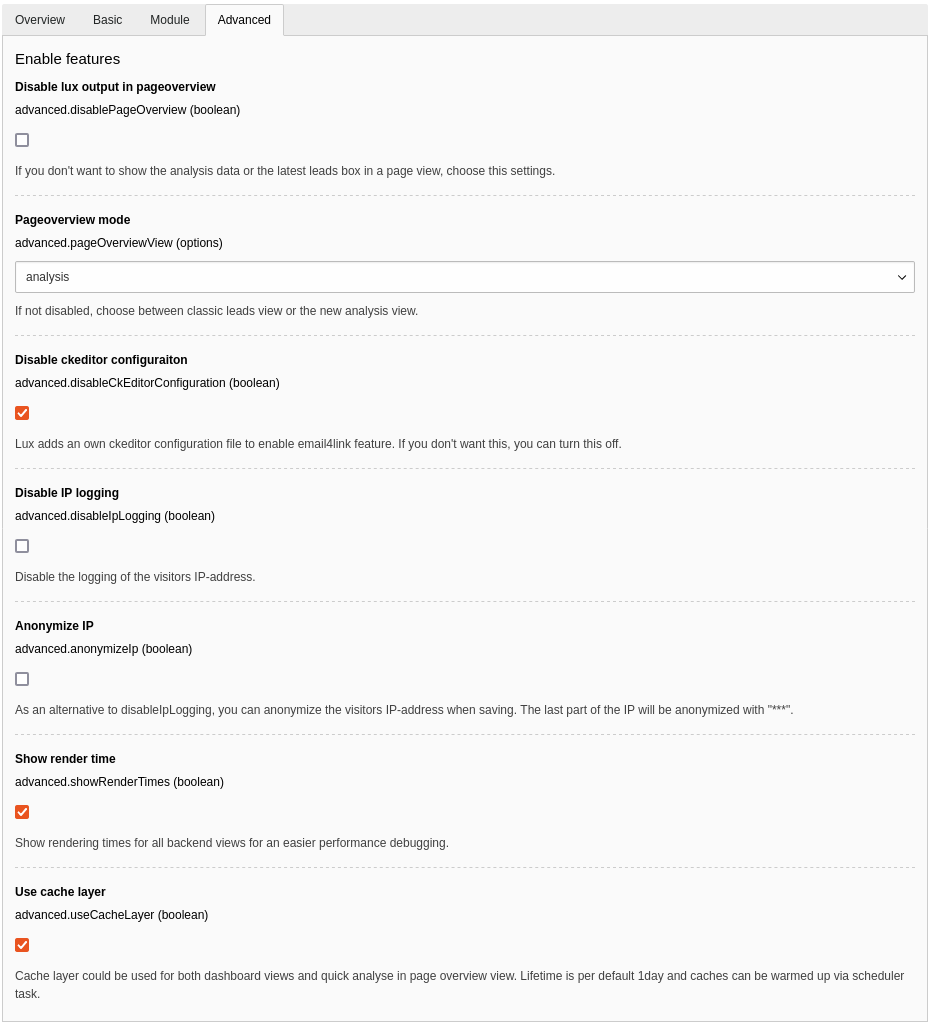 Overview Basic Module Advanced
Enable features
Disable lux output in pageoverview
advanced.disablePageOverview (boolean)
If you don't want to show the analysis data or the latest leads box in a page view, choose this settings.
Pageoverview mode
advanced.pageOverviewView (options)
analysis
If not disabled, choose between classic leads view or the new analysis view.
Disable ckeditor configuraiton
advanced.disableCkEditorConfiguration (boolean)
Lux adds an own ckeditor configuration file to enable email4link feature. If you don't want this, you can turn this off.
Disable IP logging
advanced.disableIpLogging (boolean)
Disable the logging of the visitors IP-address.
Anonymize IP
advanced.anonymizeIp (boolean)
As an alternative to disableIpLogging, you can anonymize the visitors IP-address when saving. The last part of the IP will be anonymized with "***".
Show render time
advanced.showRenderTimes (boolean)
Show rendering times for all backend views for an easier performance debugging.
Use cache layer
advanced.useCacheLayer (boolean)
Cache layer could be used for both dashboard views and quick analyse in page overview view. Lifetime is per default 1day and caches can be warmed up via scheduler
task.